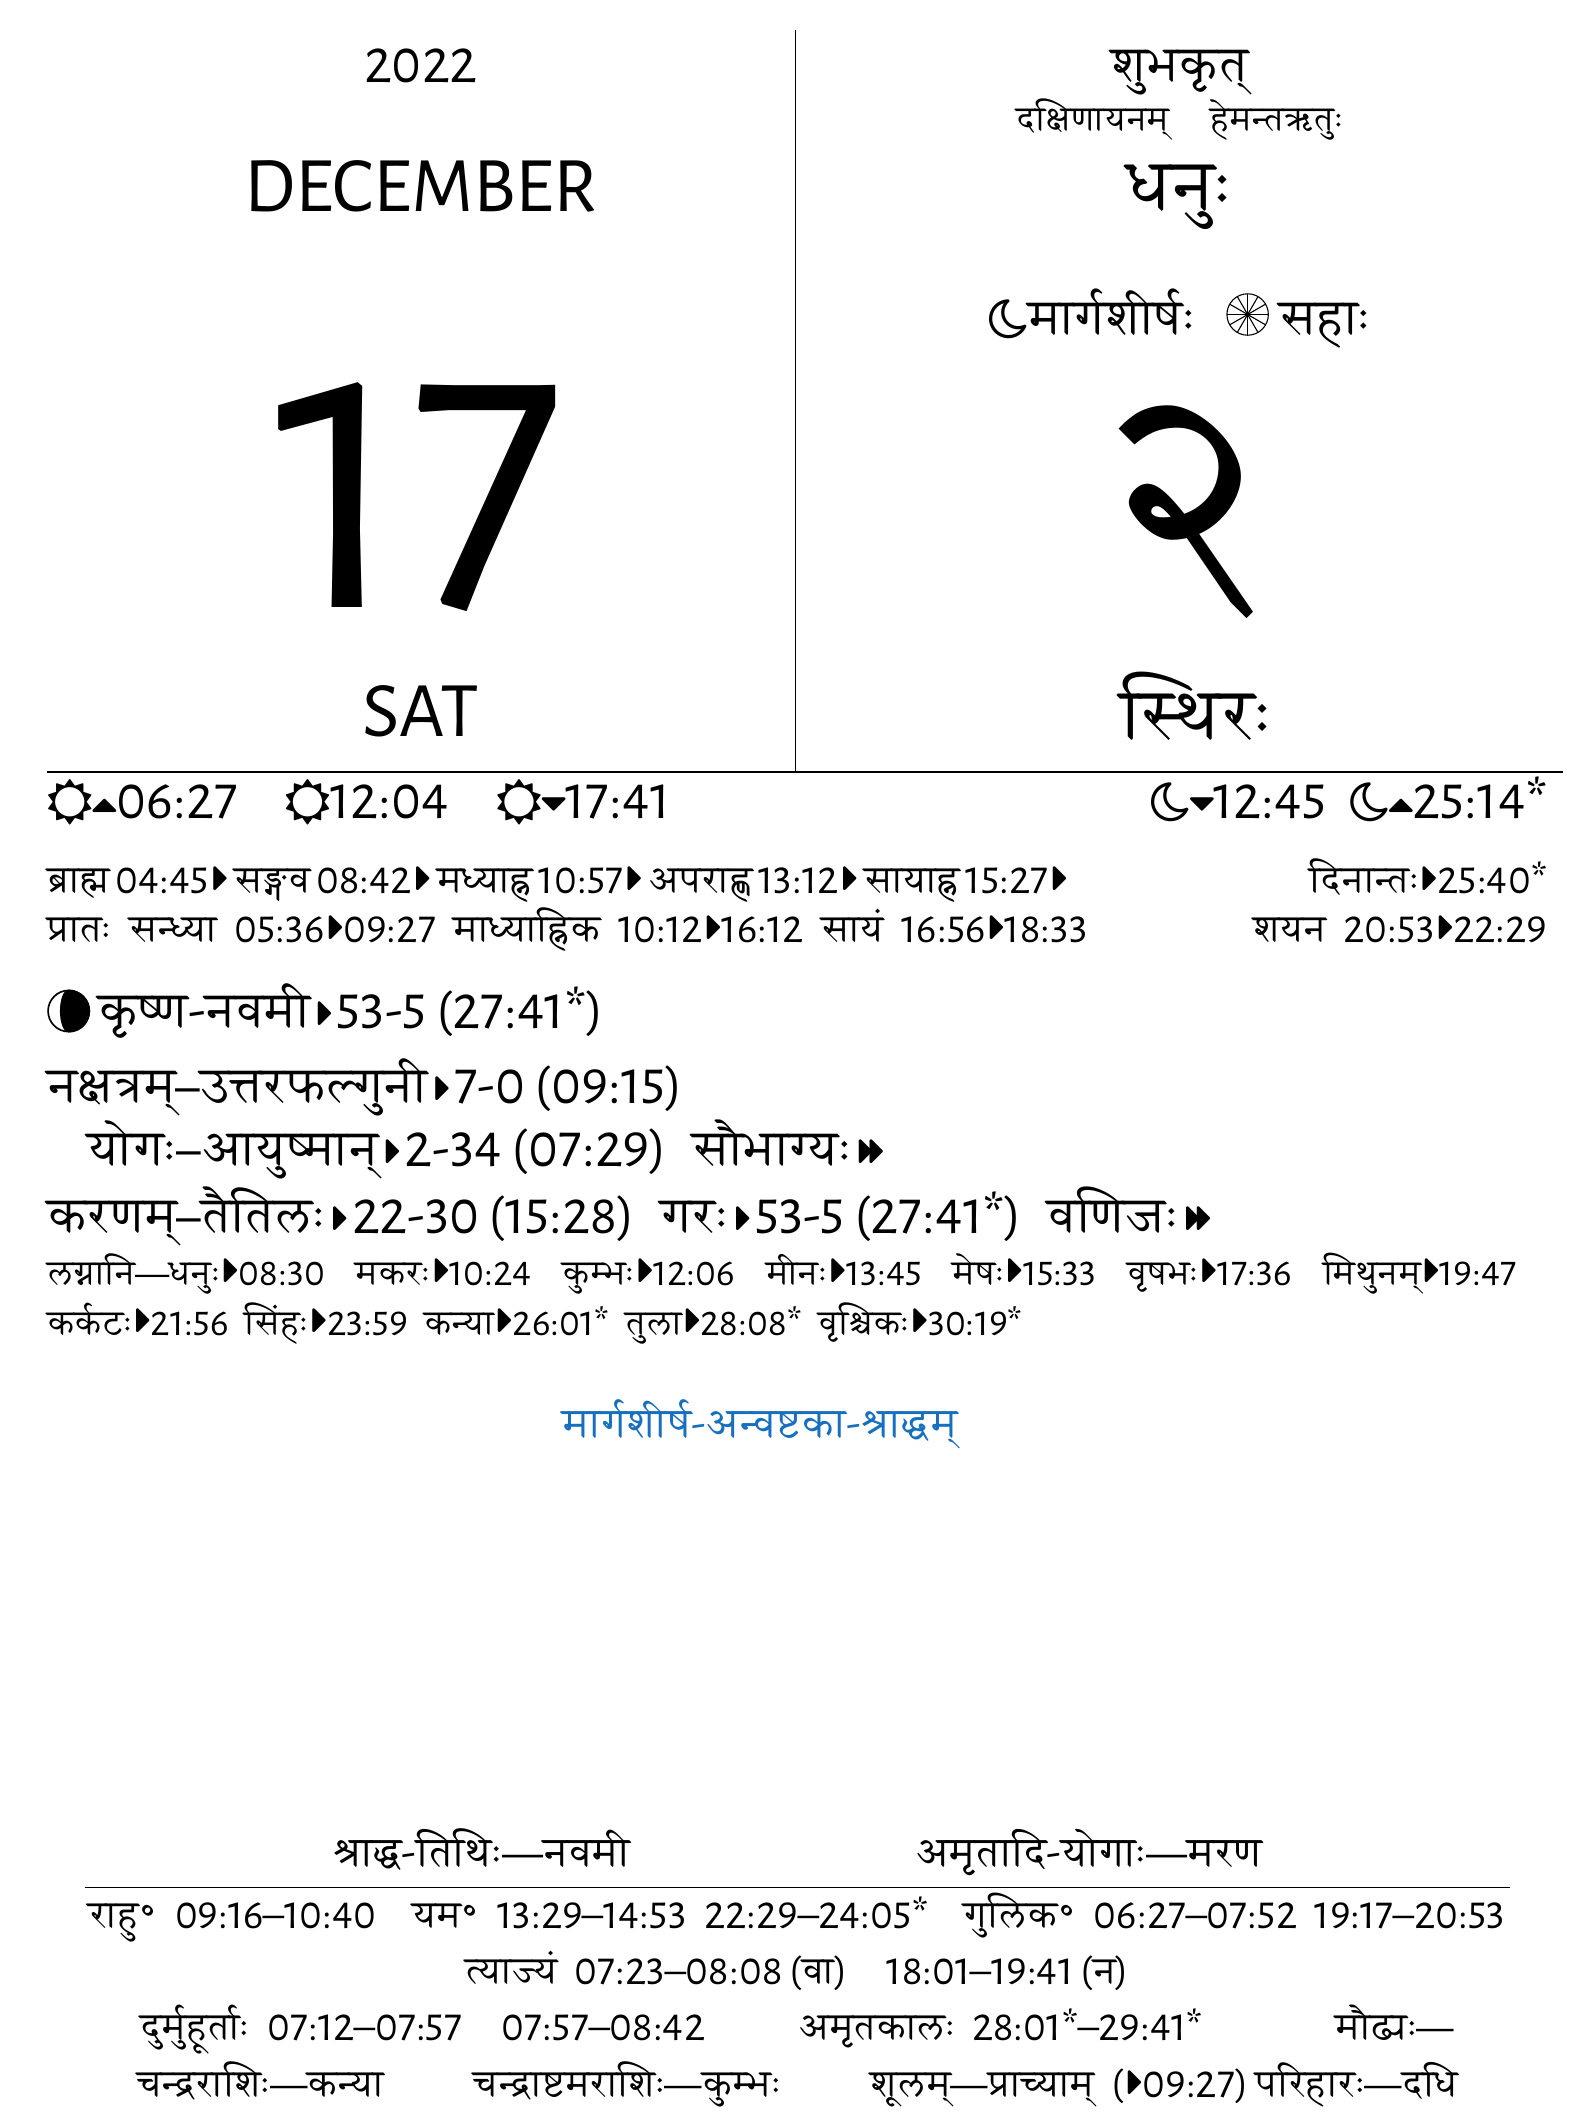 2022
DECEMBER
17
SAT
शुभकृत्
दक्षिणायनम् हेमन्तऋतुः
धनुः
मार्गशीर्षः सहाः
२
स्थिरः
06:27 12:04 17:41 12:45 25:14*
ब्राह्म 04:45 सङ्गव 08:42 मध्याह्न 10:57 अपराह्ण 13:12 सायाह्न 15:27 दिनान्तः 25:40*
प्रातः सन्ध्या 05:36 09:27 माध्याह्निक 10:12 16:12 सायं 16:56 18:33 शयन 20:53 22:29
कृष्ण-नवमी 53-5 (27:41*)
नक्षत्रम्–उत्तरफल्गुनी 7-0 (09:15)
योगः–आयुष्मान् 2-34 (07:29) सौभाग्यः
करणम्–तैतिलः 22-30 (15:28) गरः 53-5 (27:41*) वणिजः
लग्नानि—धनुः 08:30 मकरः 10:24 कुम्भः 12:06 मीनः 13:45 मेषः 15:33 वृषभः 17:36 मिथुनम् 19:47
कर्कटः 21:56 सिंहः 23:59 कन्या 26:01* तुला 28:08* वृश्चिकः 30:19*
मार्गशीर्ष-अन्वष्टका-श्राद्धम्
श्राद्ध-तिथिः—नवमी अमृतादि-योगाः—मरण
राहु॰ 09:16–10:40 यम॰ 13:29–14:53 22:29–24:05* गुलिक॰ 06:27–07:52 19:17–20:53
त्याज्यं 07:23–08:08 (वा) 18:01–19:41 (न)
दुर्मुहूर्ताः 07:12–07:57 07:57–08:42 अमृतकालः 28:01*–29:41* मौढ्यः—
चन्द्रराशिः—कन्या चन्द्राष्टमराशिः—कुम्भः शूलम्—प्राच्याम् ( 09:27) परिहारः—दधि